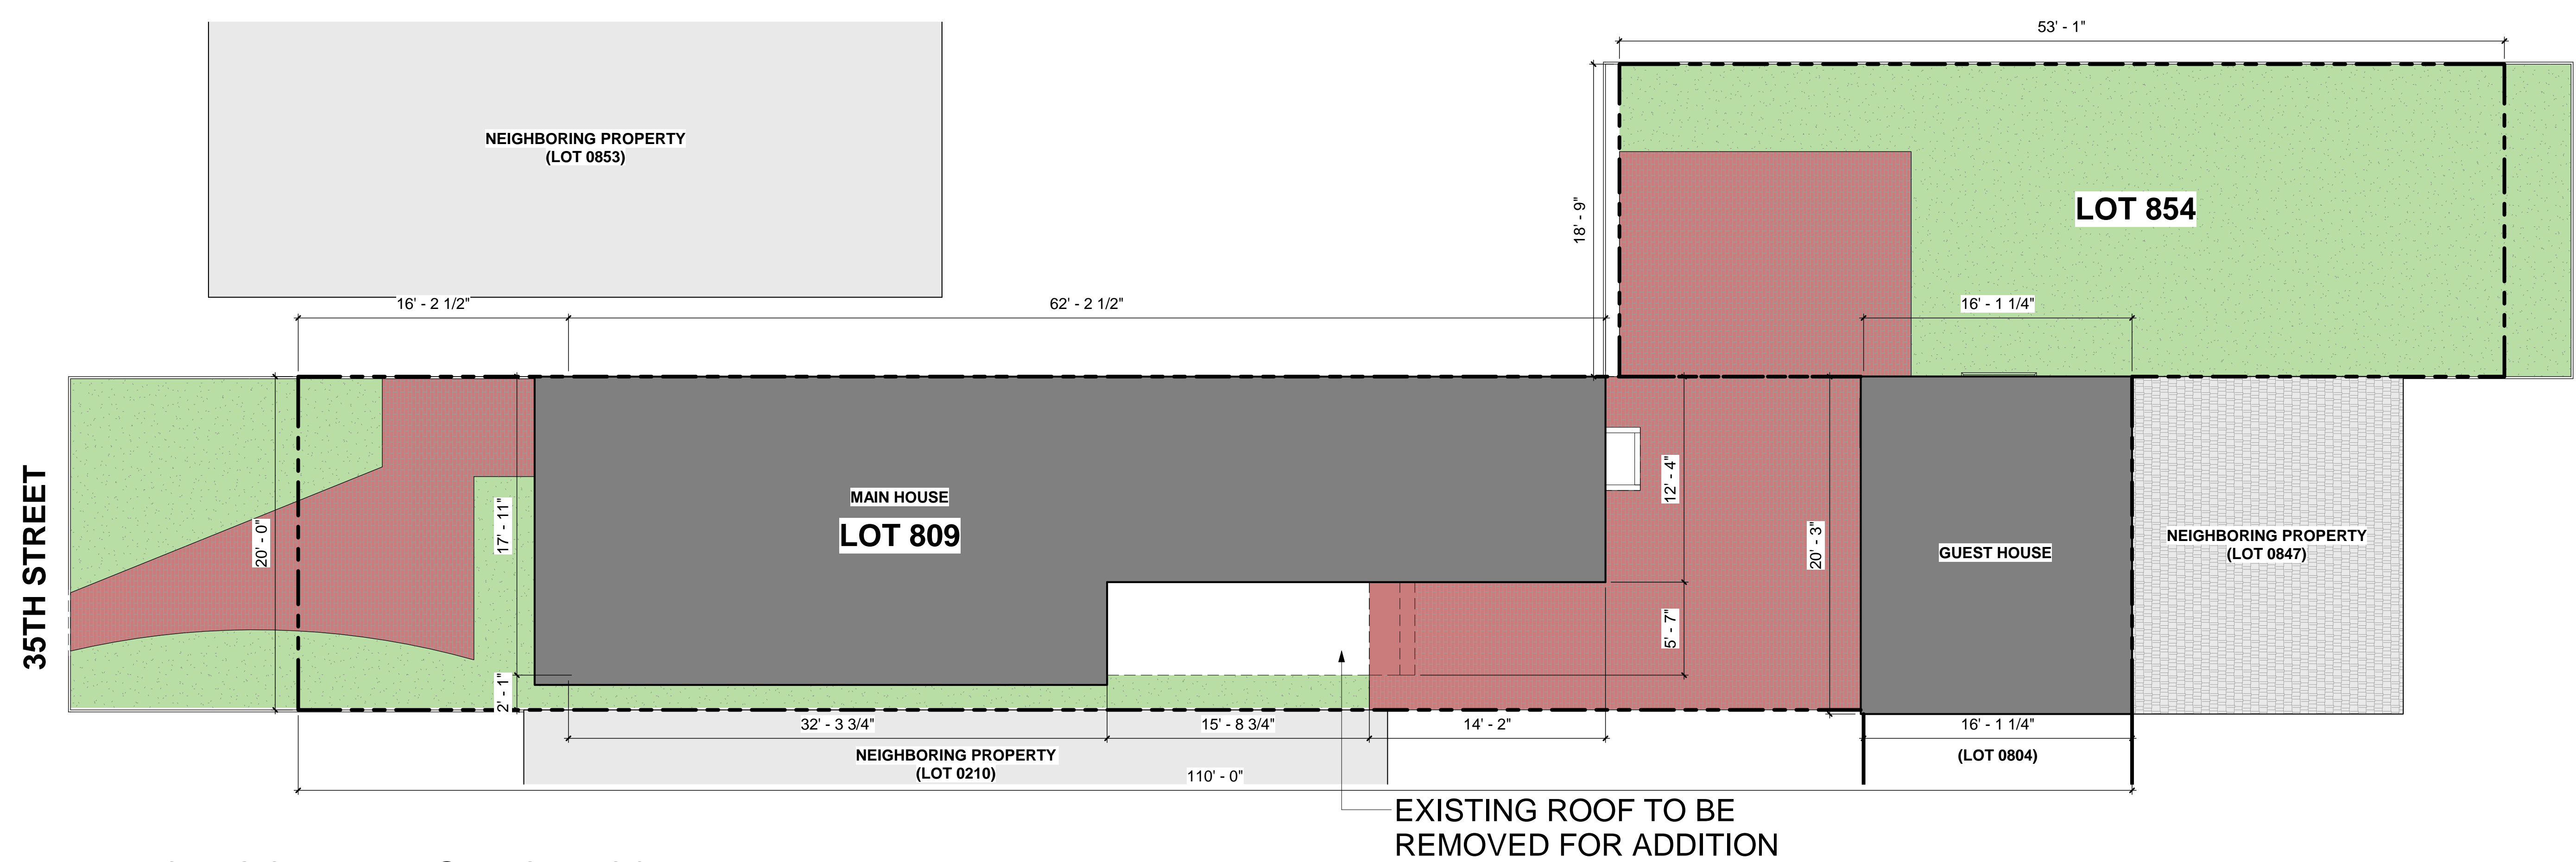 53' - 1"
NEIGHBORING PROPERTY
(LOT 0853)
18' - 9"
LOT 854
16' - 2 1/2"
62' - 2 1/2"
16' - 1 1/4"
35TH STREET
20' - 0"
17' - 11"
2' - 1"
MAIN HOUSE
LOT 809
12' - 4"
5' - 7"
20' - 3"
GUEST HOUSE
NEIGHBORING PROPERTY
(LOT 0847)
32' - 3 3/4"
15' - 8 3/4"
14' - 2"
16' - 1 1/4"
NEIGHBORING PROPERTY
(LOT 0210)
(LOT 0804)
110' - 0"
EXISTING ROOF TO BE
REMOVED FOR ADDITION